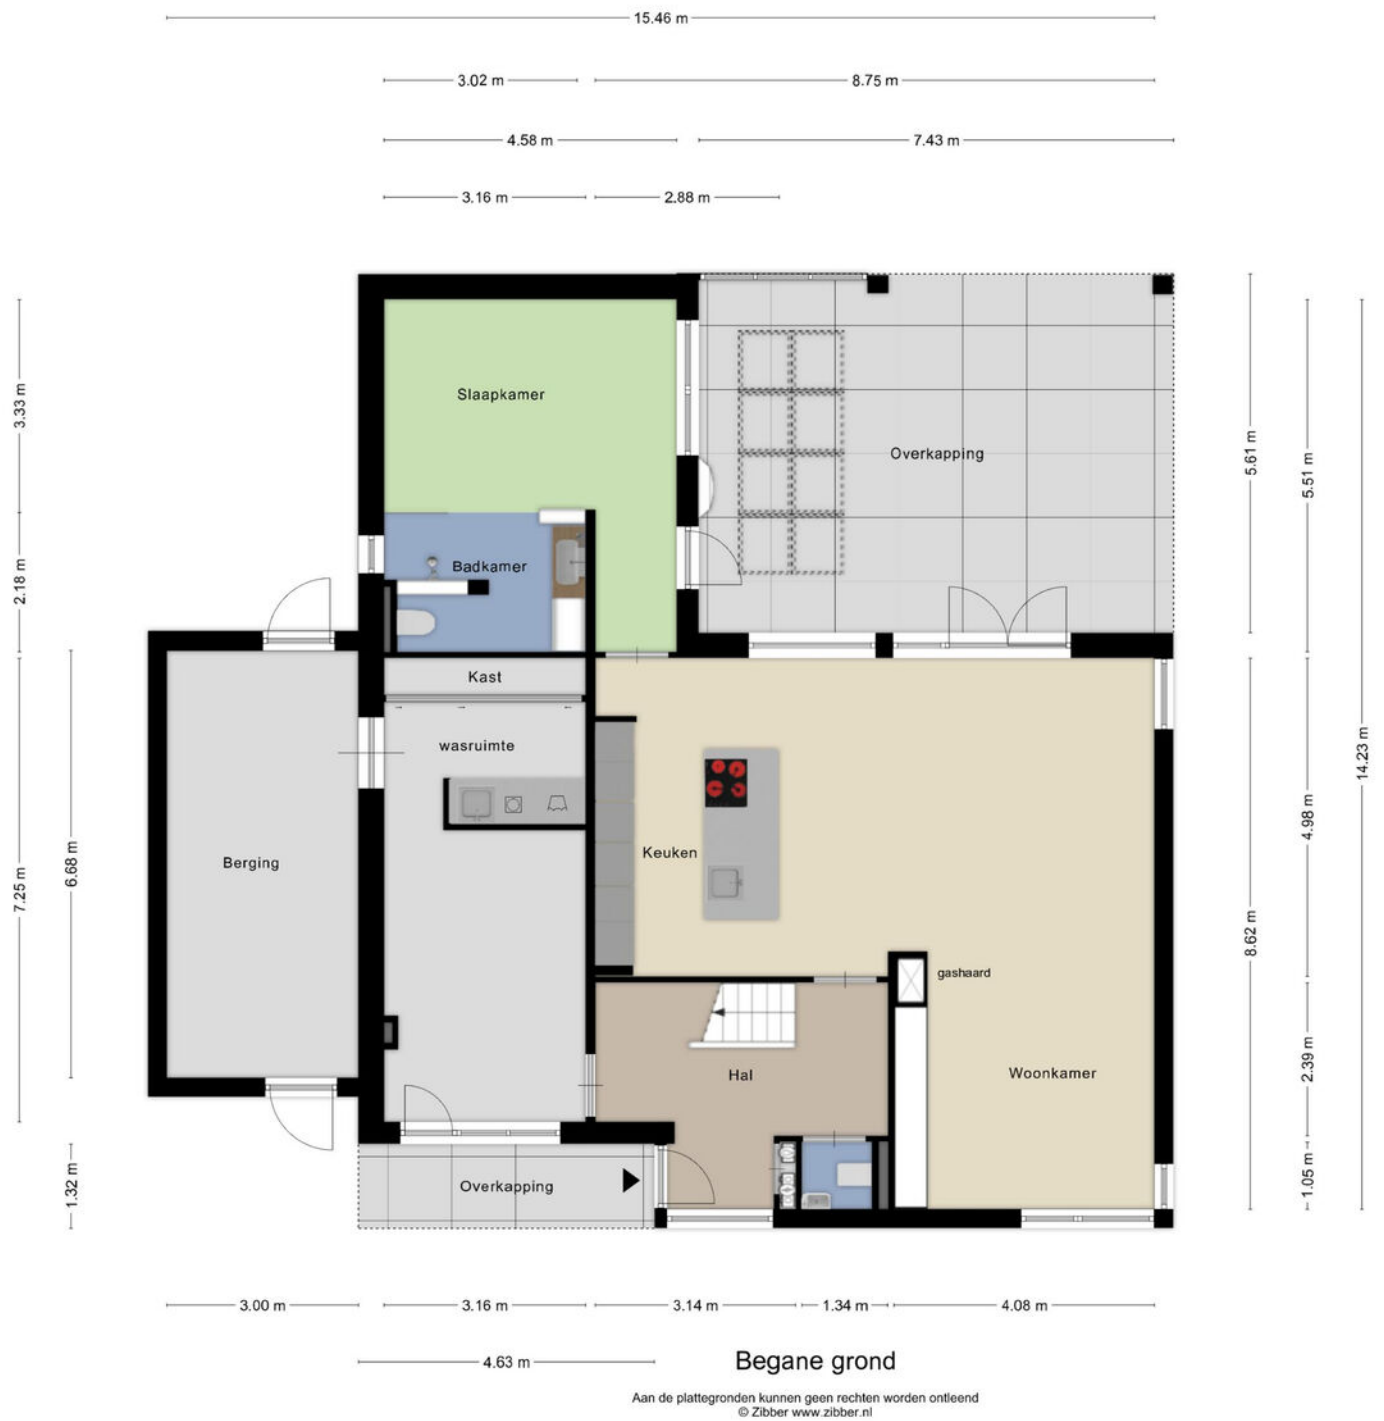 15.46 m
3.02 m
8.75 m
4.58 m
7.43 m
3.16 m
2.88 m
3.33 m
2.18 m
7.25 m
6.68 m
1.32 m
Slaapkamer
Overkapping
Badkamer
Kast
wasruimte
Berging
Keuken
gashaard
Hal
Woonkamer
Overkapping
5.61 m
5.51 m
14.23 m
4.98 m
8.62 m
2.39 m
1.05 m
3.00 m
3.16 m
3.14 m
1.34 m
4.08 m
4.63 m
Begane grond
Aan de plattegronden kunnen geen rechten worden ontleend
© Zibber www.zibber.nl